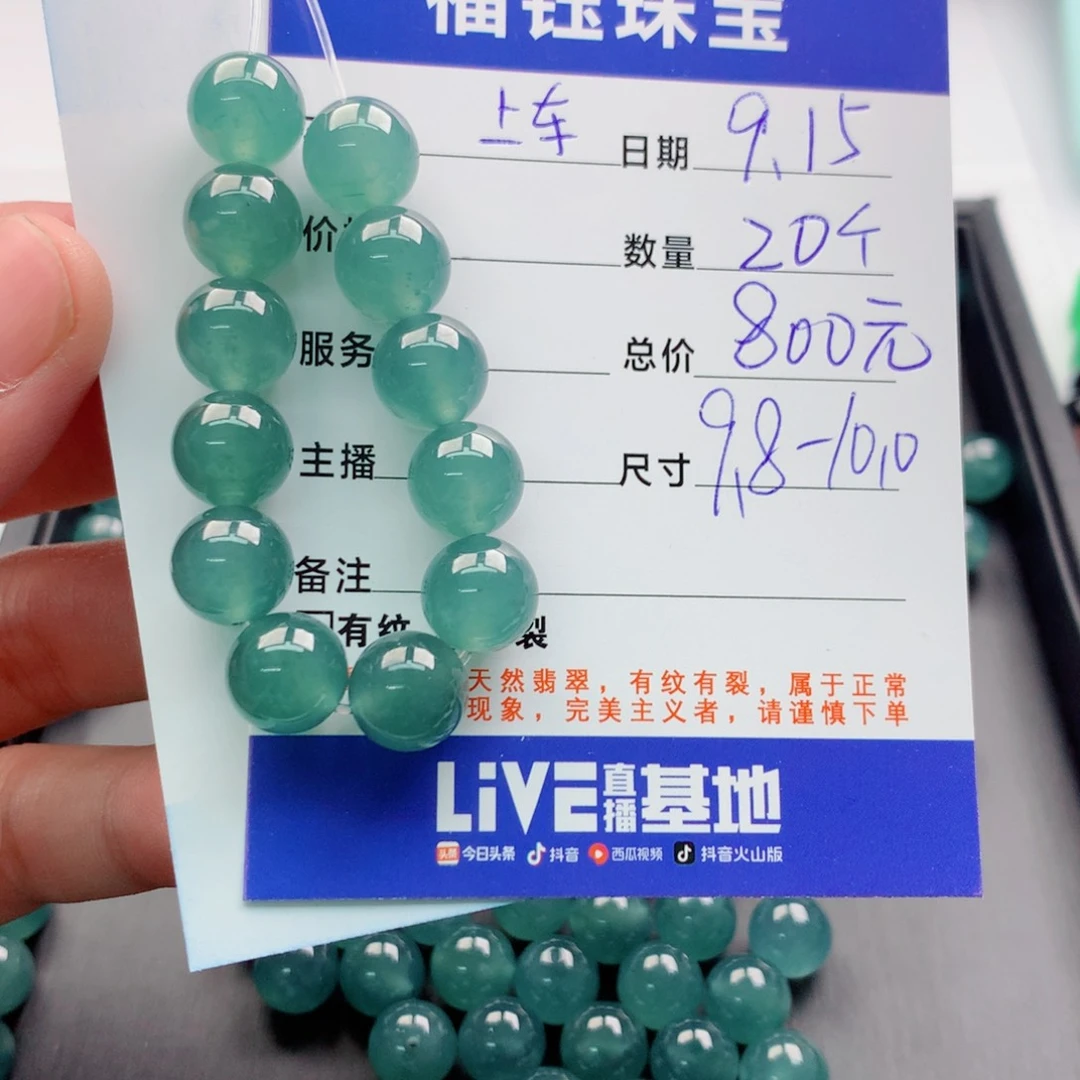 福钰珠宝
上车 日期 9.15
价 数量 20个
服务 总价 800元
主播 尺寸 9.8-10.0
备注
有纹 裂
天然翡翠，有纹有裂，属于正常
现象，完美主义者，请谨慎下单
LiVE直播基地
头条 今日头条 抖音 西瓜视频 抖音火山版